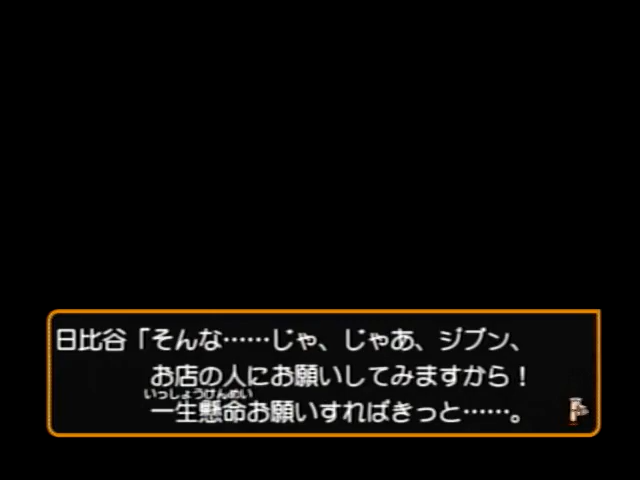 日比谷「そんな……じゃ、じゃあ、ジブン、
お店の人にお願いしてみますから！
いっしょうけんめい
一生懸命お願いすればきっと……。